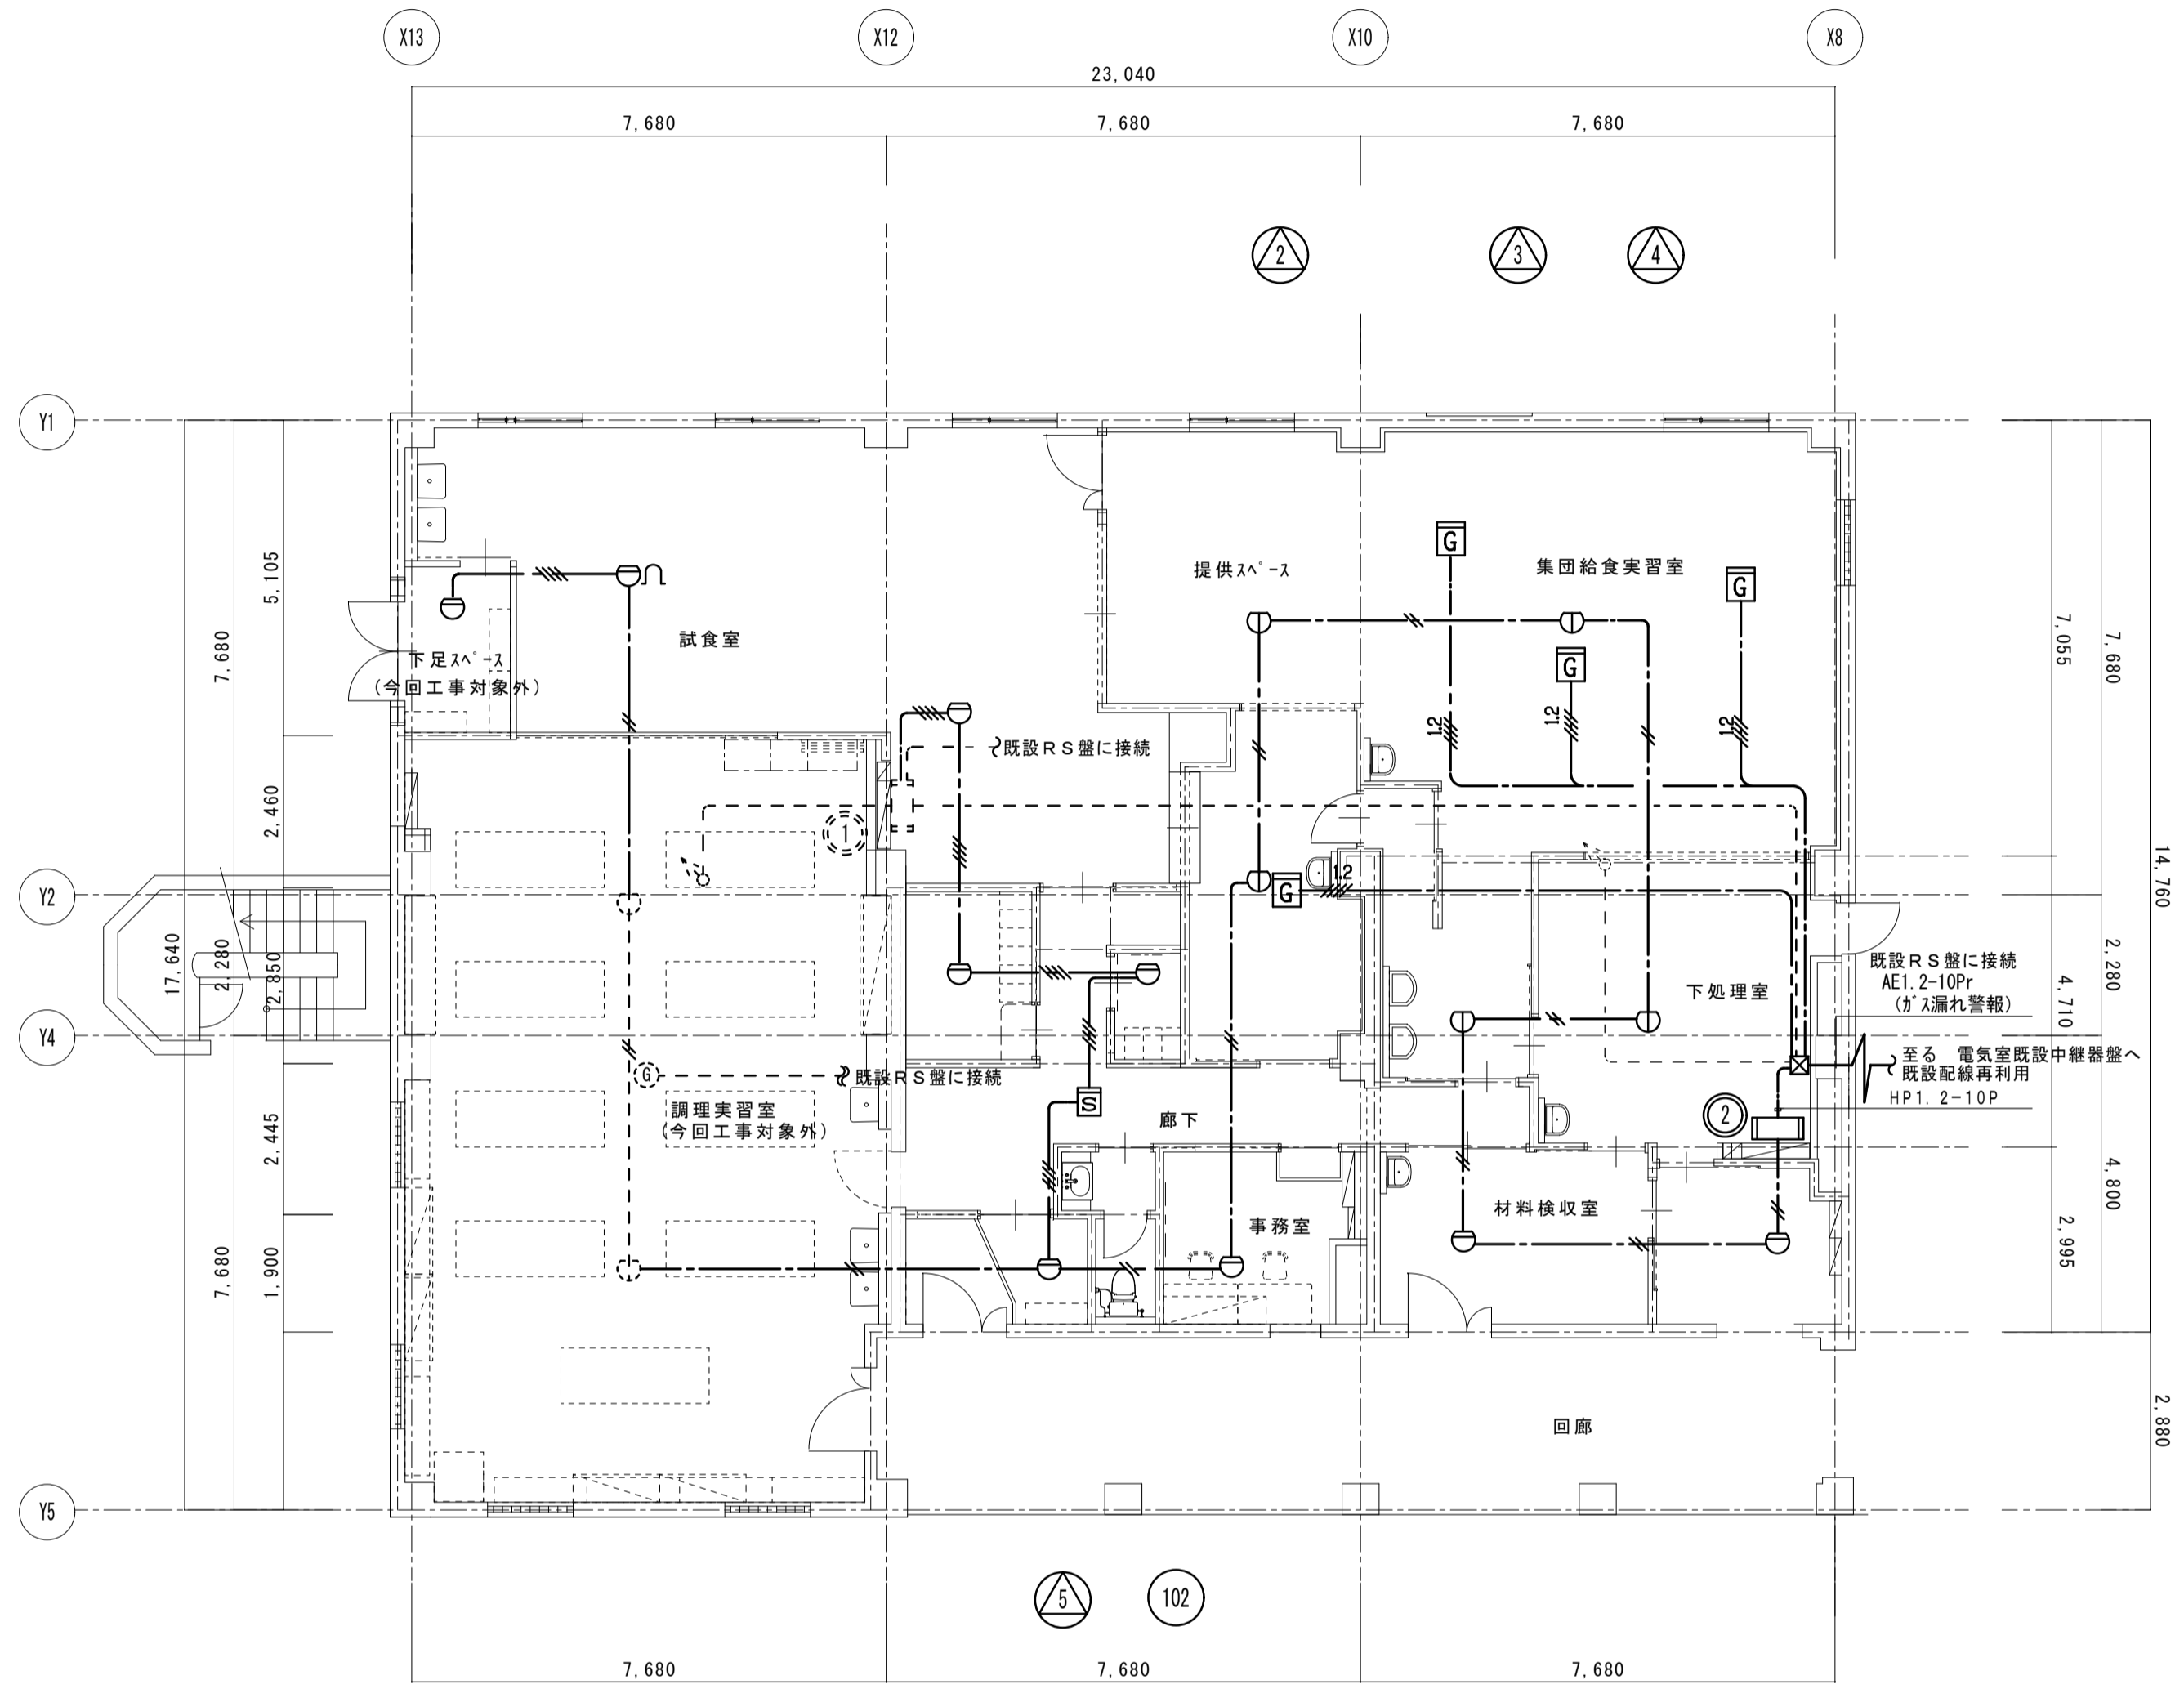 X13
X12
X10
X8
23,040
7,680
7,680
7,680
2
3
4
Y1
5,105
7,680
7,055
7,680
G
提供スペース
集団給食実習室
G
試食室
G
下足スペース
(今回工事対象外)
1.2
1.2
1.2
既設ＲＳ盤に接続
2,460
1
14,760
1.2
G
Y2
17,640
2,280
2,850
既設ＲＳ盤に接続
AE1.2-10Pr
(ガス漏れ警報)
下処理室
4,710
2,280
Y4
G
既設ＲＳ盤に接続
至る　電気室既設中継器盤へ
既設配線再利用
HP1.2-10P
S
調理実習室
(今回工事対象外)
廊下
2
2,445
4,800
材料検収室
事務室
7,680
1,900
2,995
回廊
2,880
Y5
5
102
7,680
7,680
7,680